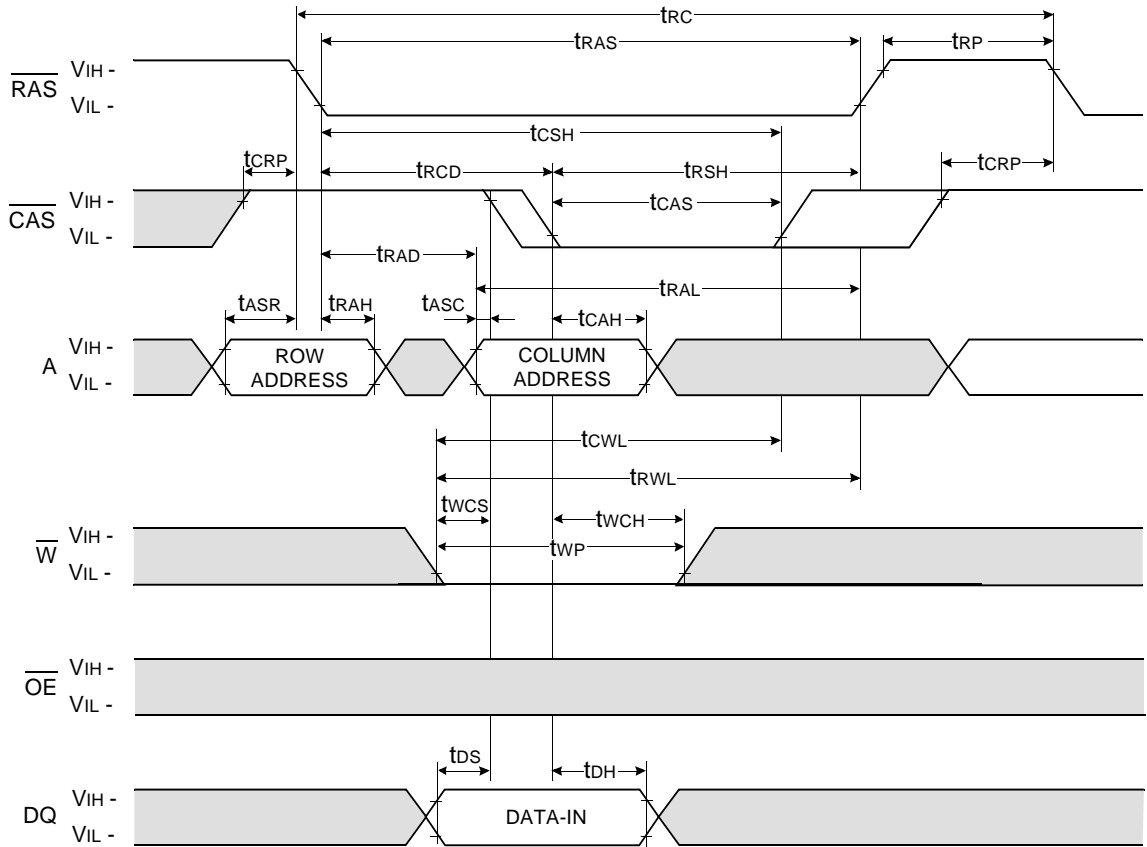 tRC
tRAS
tRP
RAS
VIH -
VIL -
tCSH
tCRP
tRCD
tRSH
tCRP
CAS
VIH -
VIL -
tCAS
tRAD
tRAL
tASR
tRAH
tASC
tCAH
A
VIH -
VIL -
ROW
ADDRESS
COLUMN
ADDRESS
tCWL
tRWL
tWCS
tWCH
W
VIH -
VIL -
tWP
OE
VIH -
VIL -
tDS
tDH
DQ
VIH -
VIL -
DATA-IN